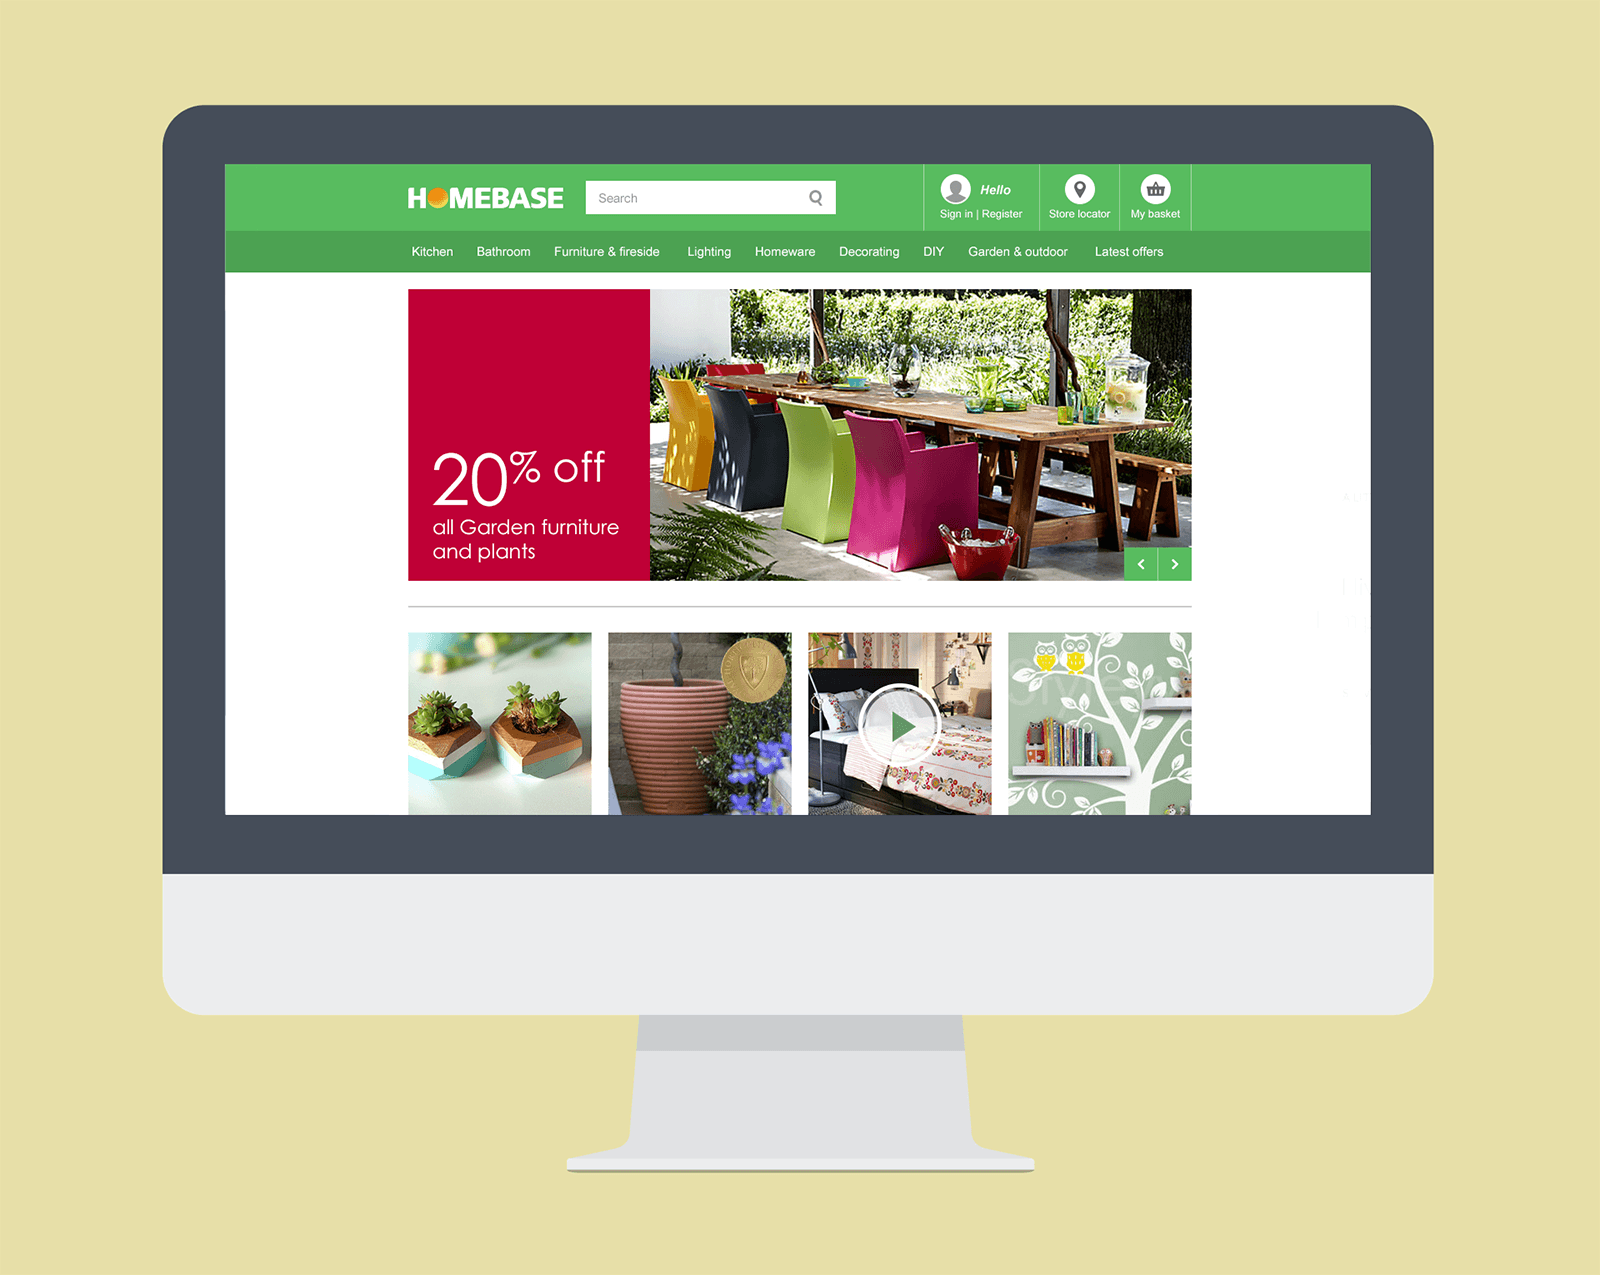 HOMEBASE
Search
Hello
Sign in | Register
Store locator
My basket
Kitchen Bathroom Furniture & fireside Lighting Homeware Decorating DIY Garden & outdoor Latest offers
20% off
all Garden furniture
and plants
Style